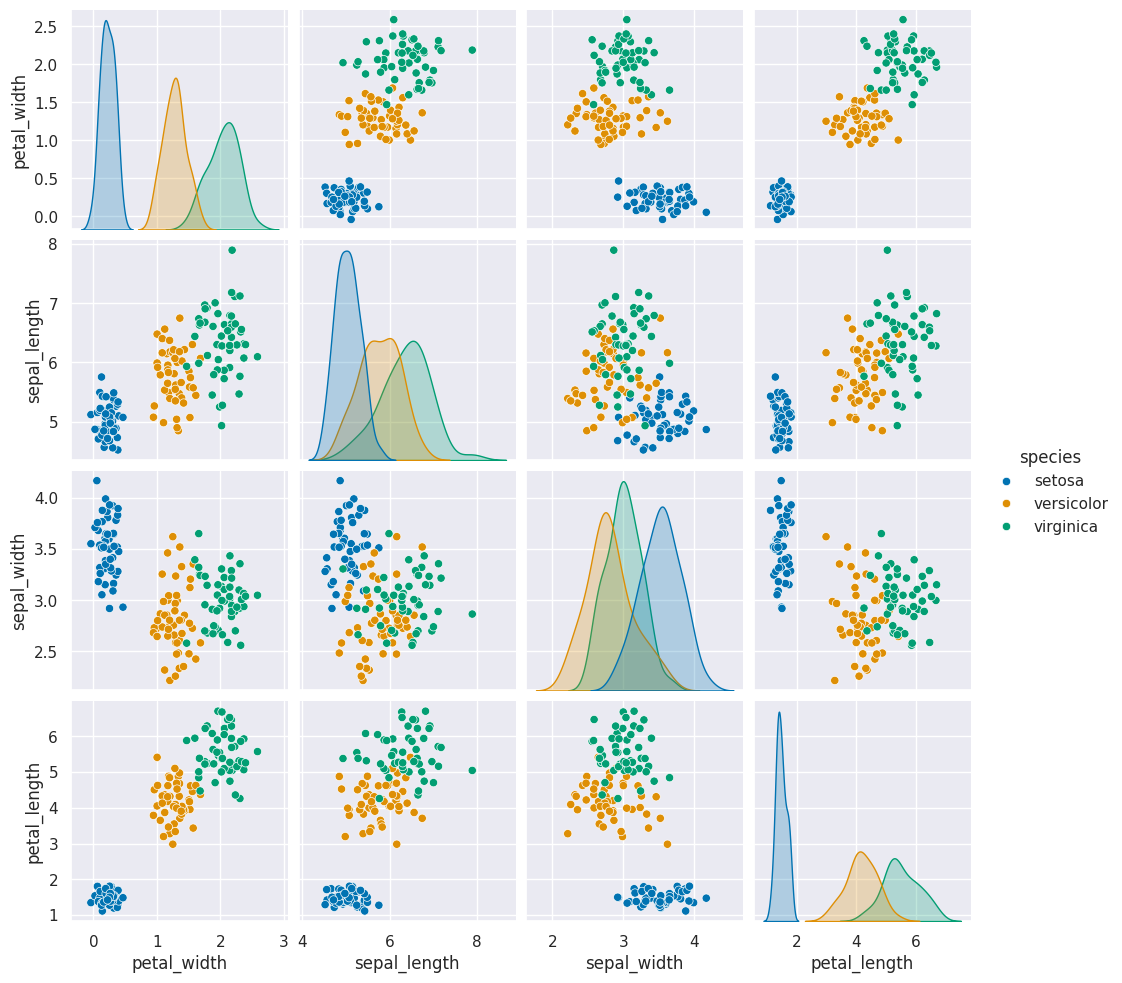 2.5
2.0
1.5
1.0
0.5
0.0
petal_width
8
7
6
5
sepal_length
species
setosa
versicolor
virginica
4.0
3.5
3.0
2.5
sepal_width
6
5
4
3
2
1
petal_length
0 1 2 3 4 6 8 2 3 4 2 4 6
petal_width sepal_length sepal_width petal_length